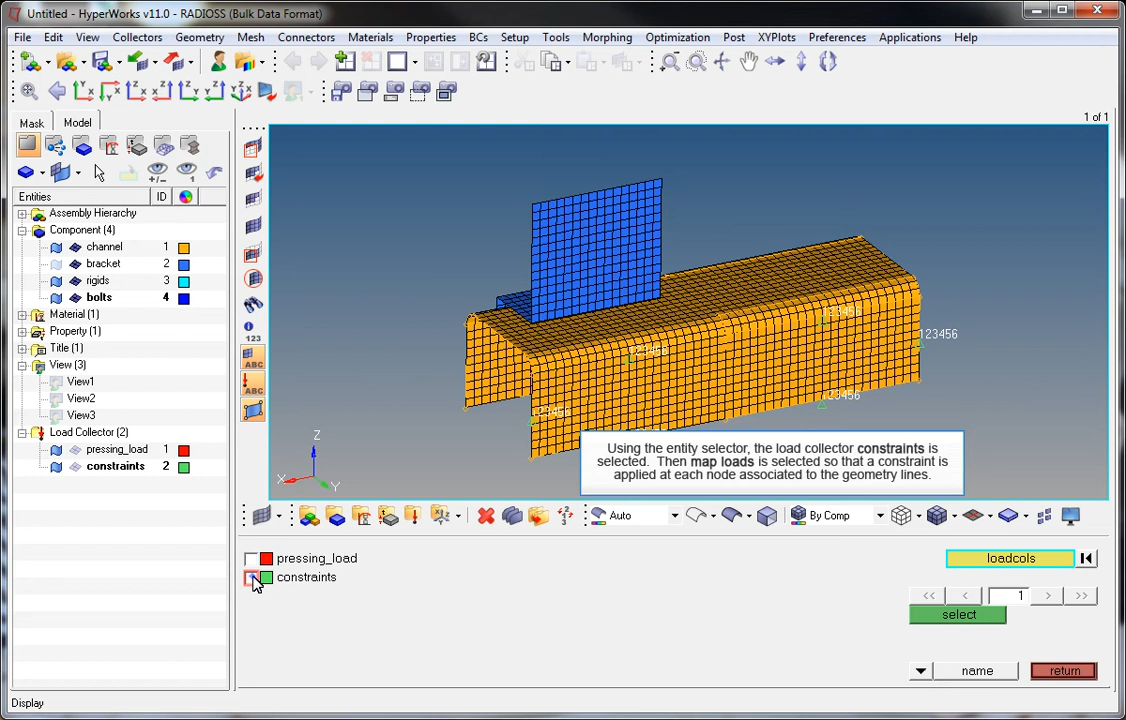 Untitled - HyperWorks v11.0 - RADIOSS (Bulk Data Format)
File Edit View Collectors Geometry Mesh Connectors Materials Properties BCs Setup Tools Morphing Optimization Post XYPlots Preferences Applications Help
Mask Model
1 of 1
Entities ID
Assembly Hierarchy
Component (4)
channel 1
bracket 2
rigids 3
bolts 4
Material (1)
Property (1)
Title (1)
View (3)
View1
View2
View3
Load Collector (2)
pressing_load 1
constraints 2
123
ABC
ABC
123456
123456
123456
123456
123456
Z
X
Y
Using the entity selector, the load collector constraints is
selected. Then map loads is selected so that a constraint is
applied at each node associated to the geometry lines.
Auto By Comp
pressing_load
constraints
loadcols
<< < 1 > >>
select
name return
Display